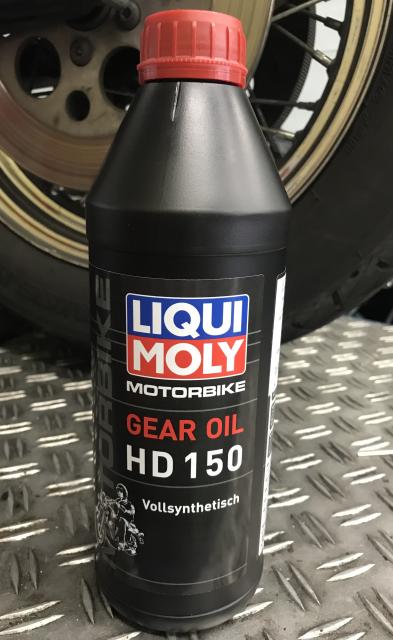 LIQUI
MOLY
MOTORBIKE
GEAR OIL
HD 150
Vollsynthetisch
MOTORBIKE